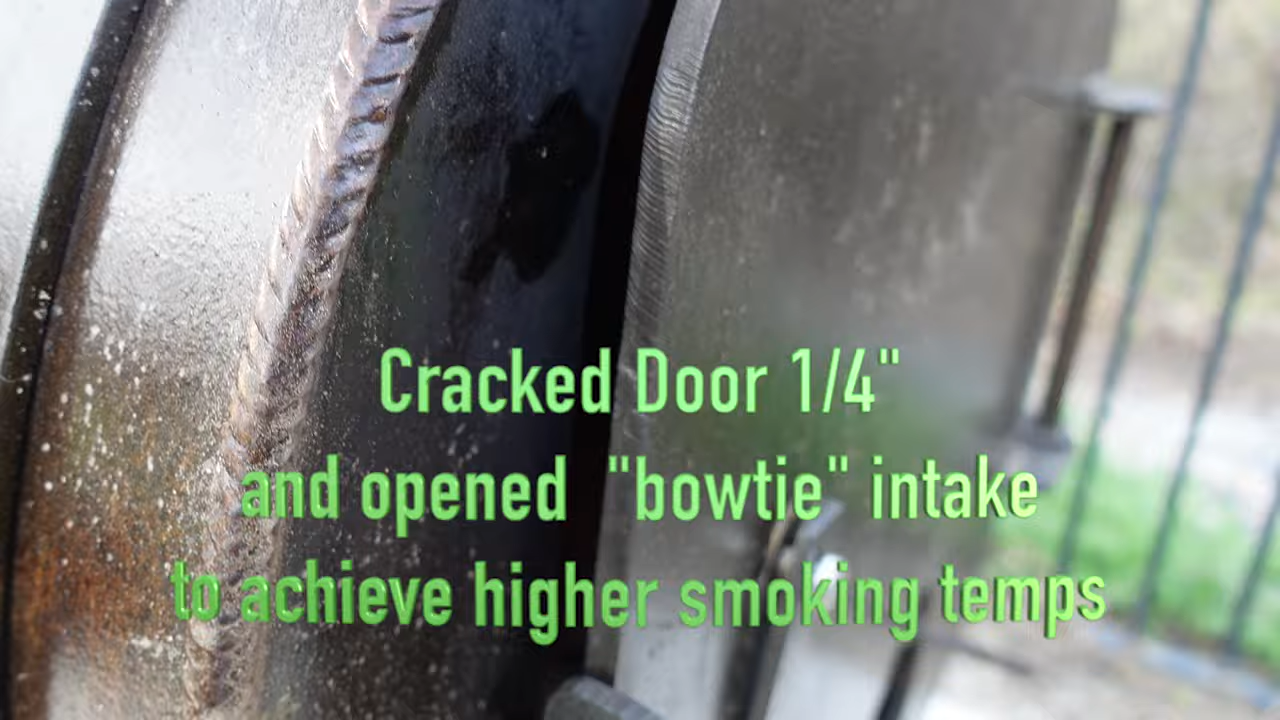 Cracked Door 1/4"
and opened "bowtie" intake
to achieve higher smoking temps